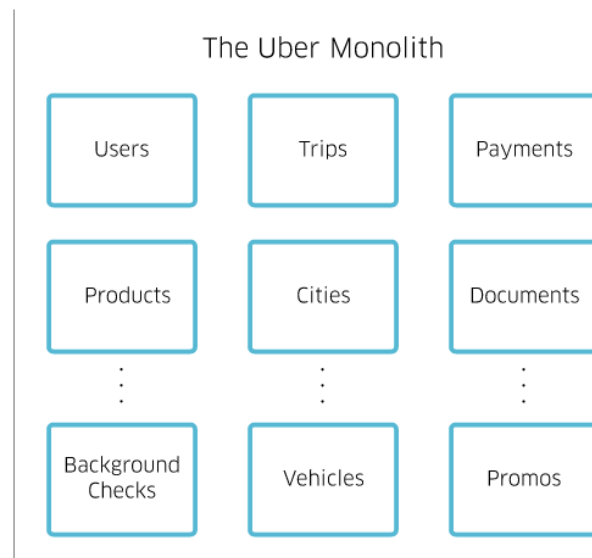 The Uber Monolith
Users
Trips
Payments
Products
Cities
Documents
Background
Checks
Vehicles
Promos